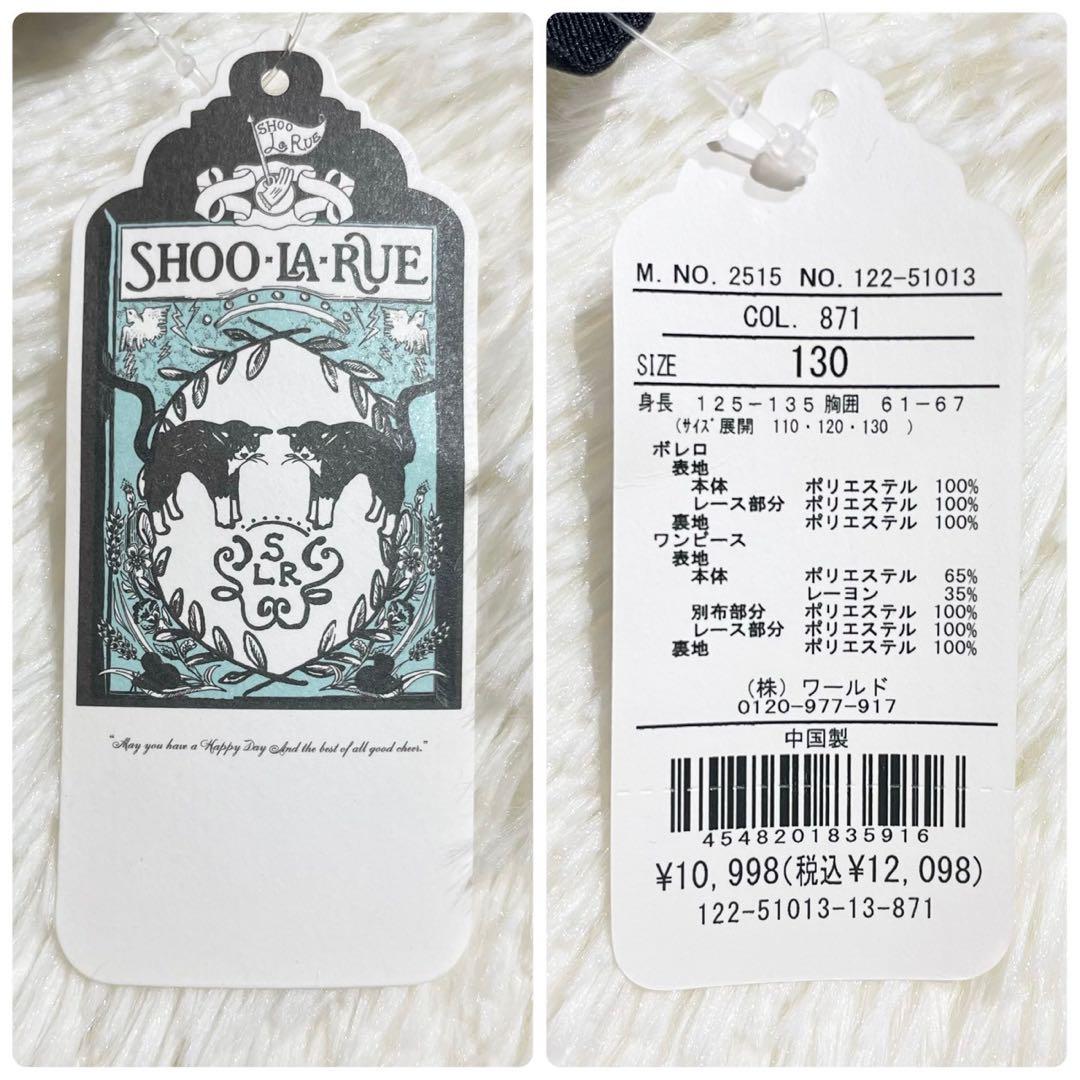 SHOO
La RUE
SHOO·LA·RUE
S
LR
"May you have a Happy Day And the best of all good cheer."
M. NO. 2515 NO. 122-51013
COL. 871
SIZE 130
身長 125-135 胸囲 61-67
(ｻｲｽﾞ展開 110・120・130 )
ボレロ
表地
本体 ポリエステル 100%
レース部分 ポリエステル 100%
裏地 ポリエステル 100%
ワンピース
表地
本体 ポリエステル 65%
レーヨン 35%
別布部分 ポリエステル 100%
レース部分 ポリエステル 100%
裏地 ポリエステル 100%
(株) ワールド
0120-977-917
中国製
4548201835916
¥10,998(税込¥12,098)
122-51013-13-871